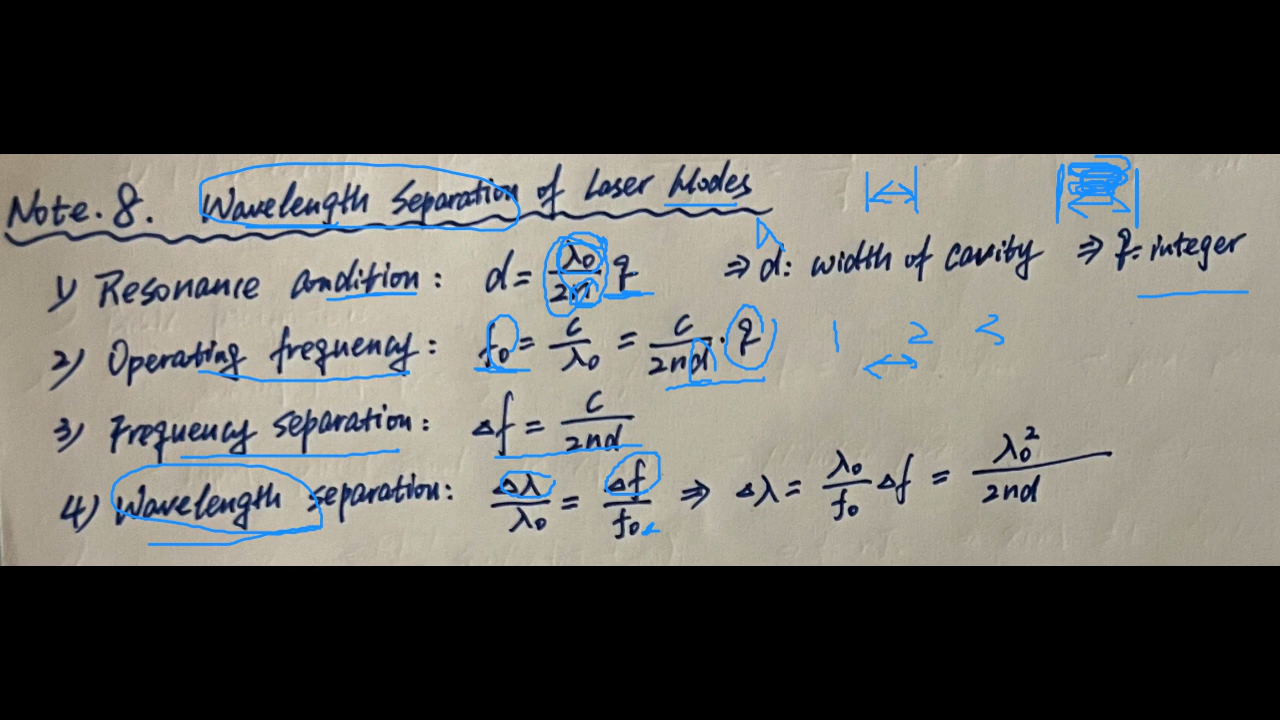 Note. 8. Wavelength Separation of Laser Modes
1) Resonance condition: d = λ₀/2n q ⇒ d: width of cavity ⇒ q: integer
2) Operating frequency: f₀ = c/λ₀ = c/2nd · q 1 2 3
3) Frequency separation: Δf = c/2nd
4) Wavelength separation: Δλ/λ₀ = Δf/f₀ ⇒ Δλ = λ₀/f₀ Δf = λ₀²/2nd